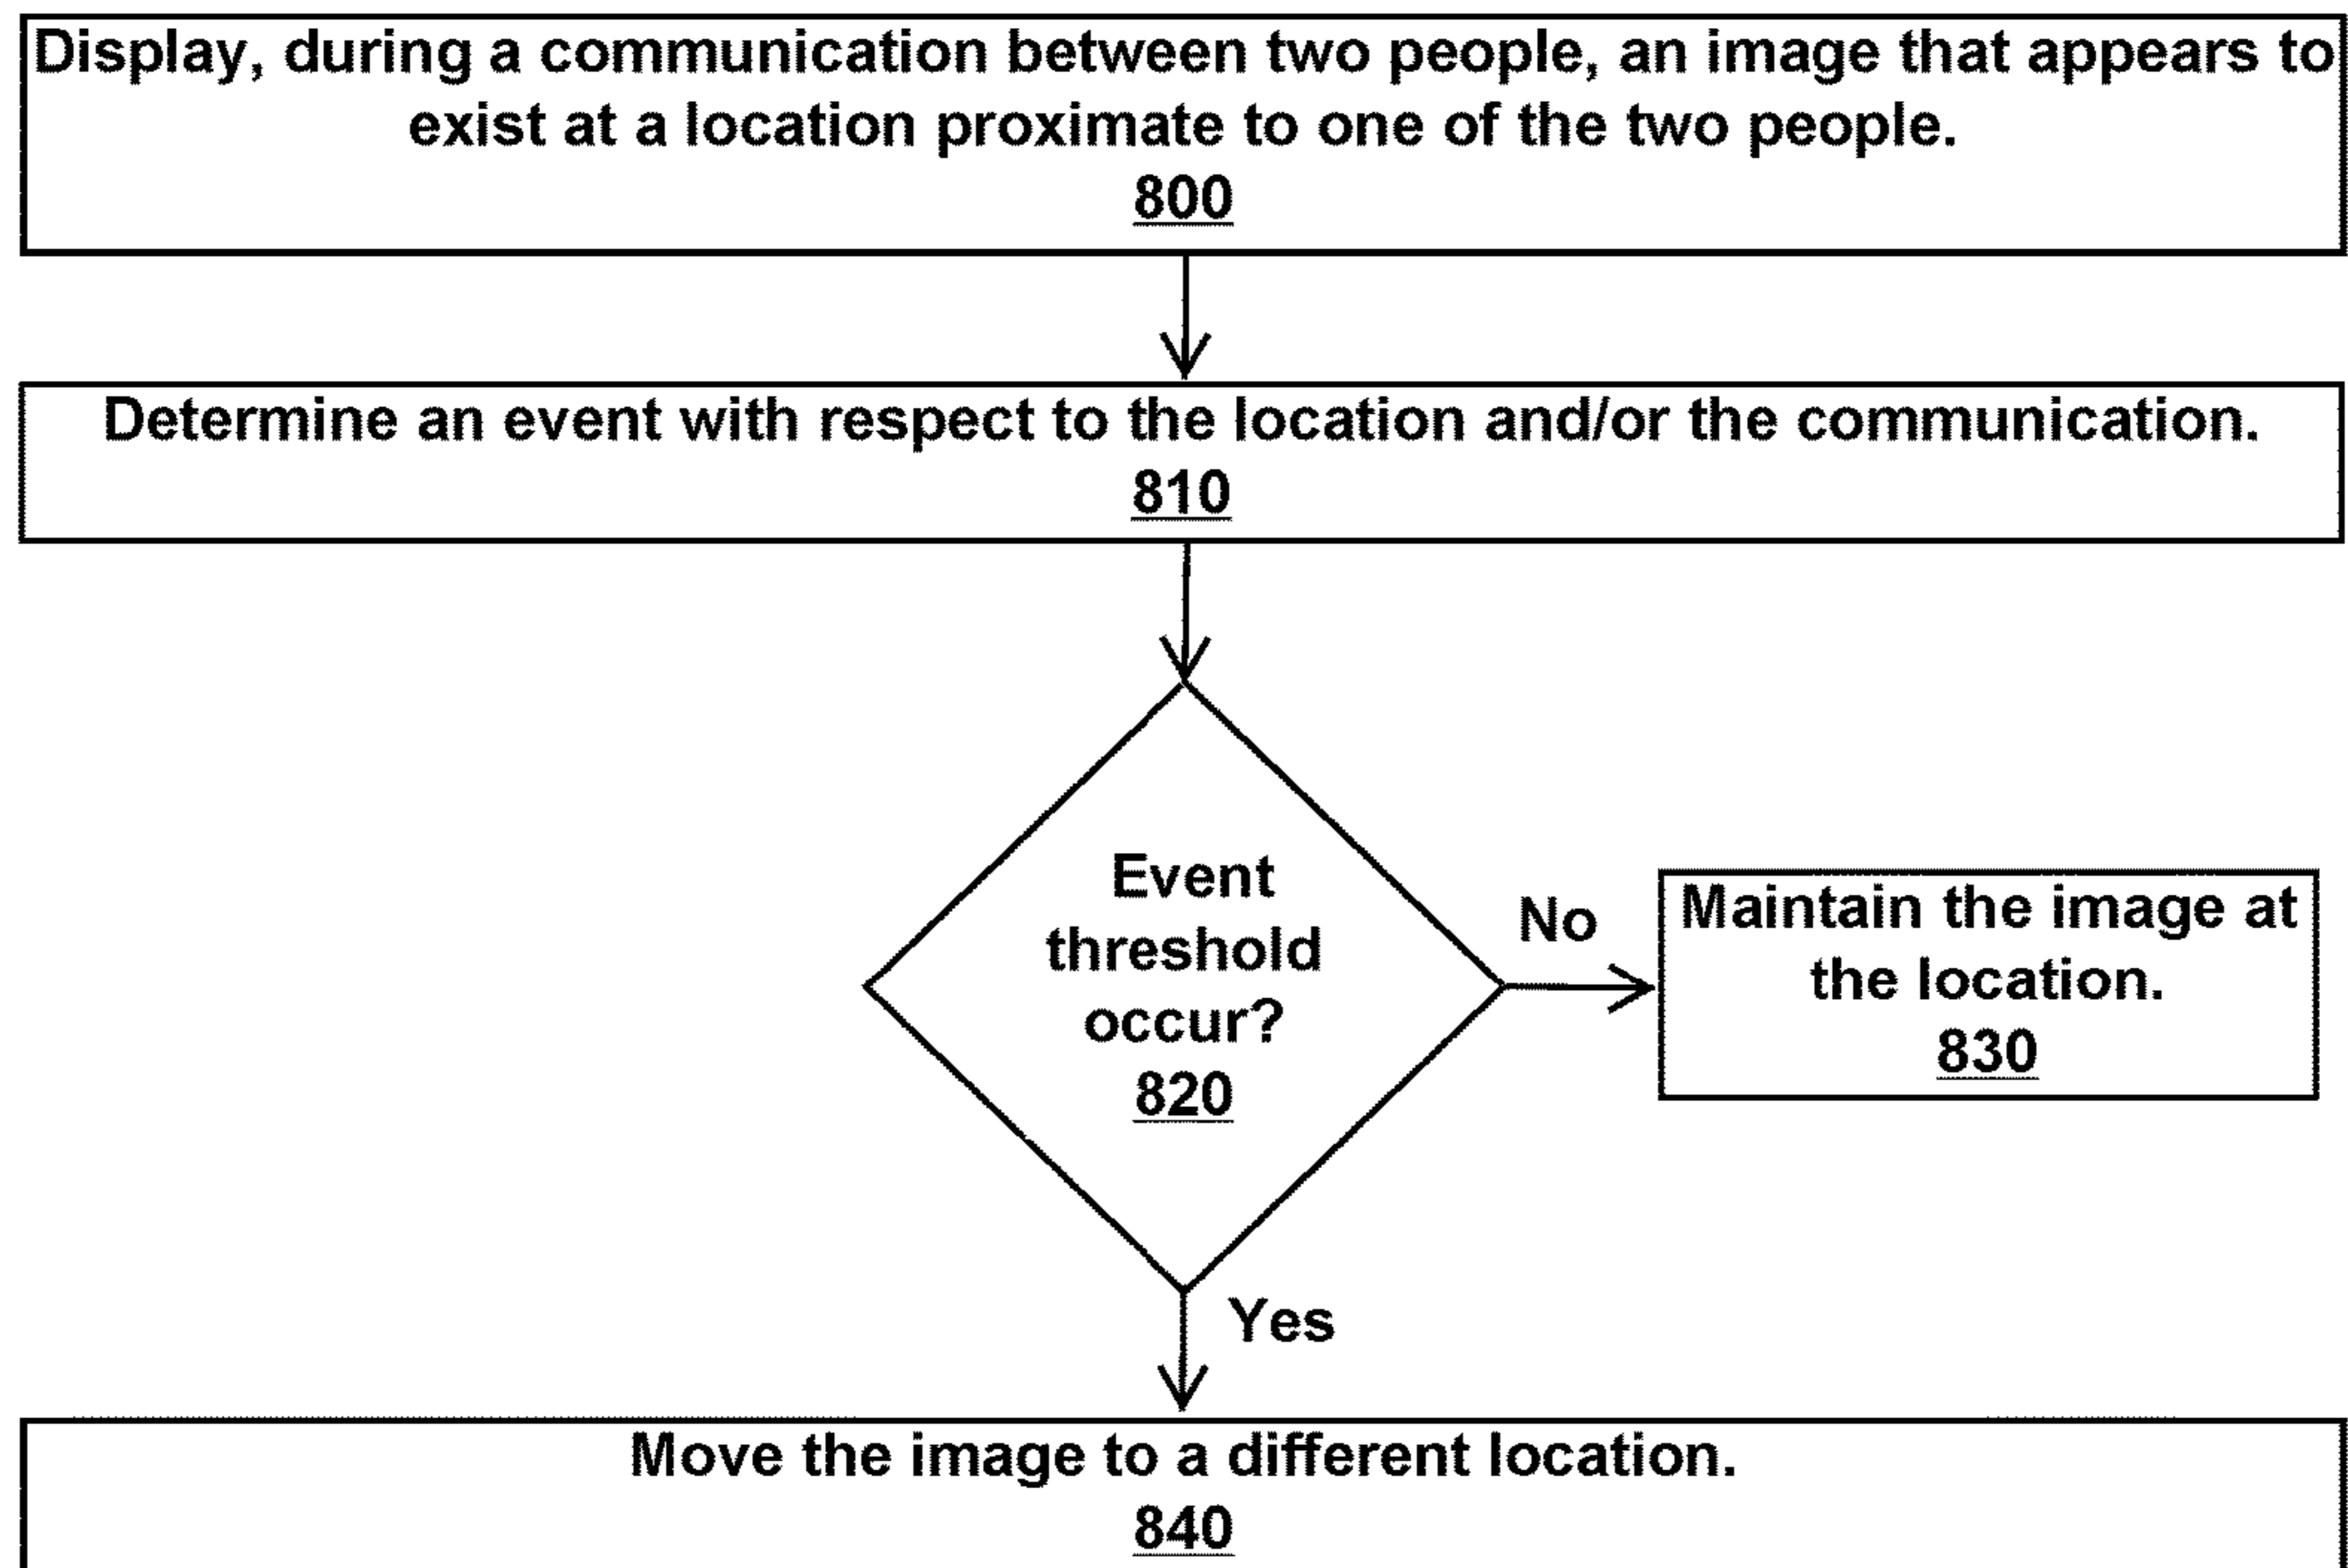 Display, during a communication between two people, an image that appears to
exist at a location proximate to one of the two people.
800
Determine an event with respect to the location and/or the communication.
810
Event
threshold
occur?
820
No
Maintain the image at
the location.
830
Yes
Move the image to a different location.
840